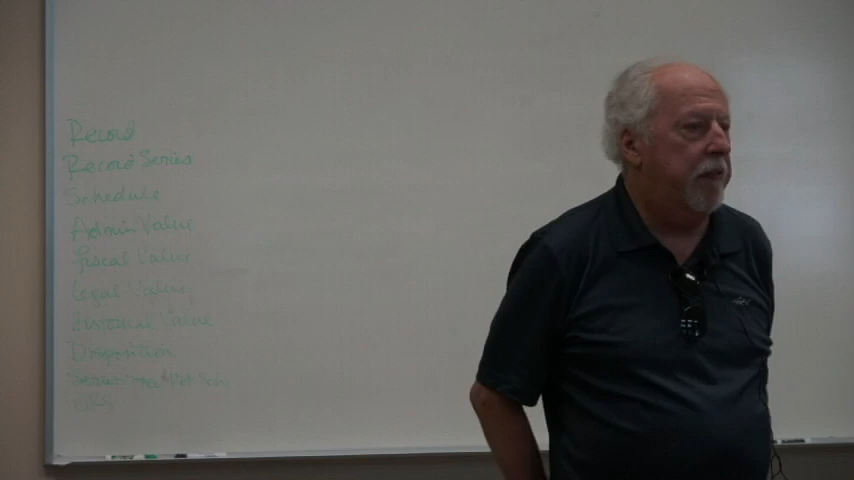 Record
Record Series
Schedule
Admin Value
Fiscal Value
Legal Value
Historical Value
Disposition